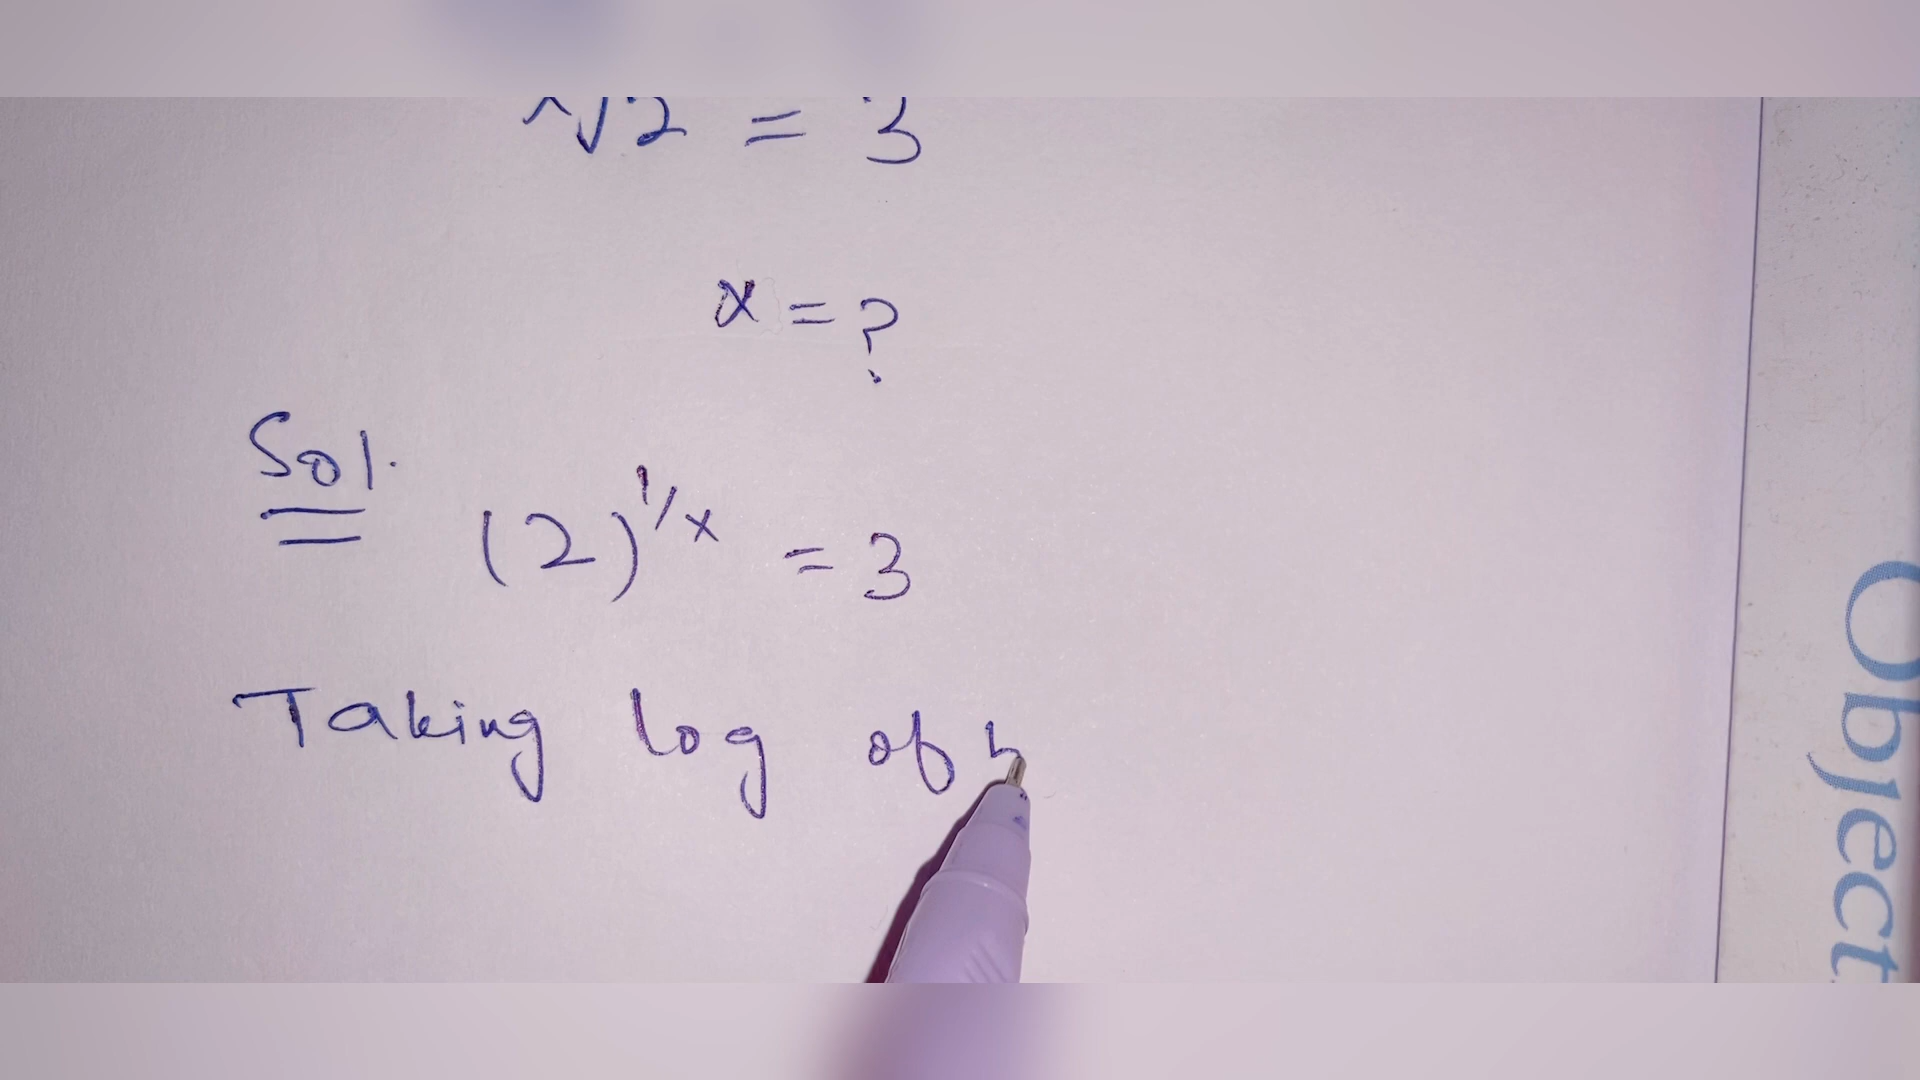 ˣ√2 = 3
x = ?
Sol.
(2)^1/x = 3
Taking log of
Object